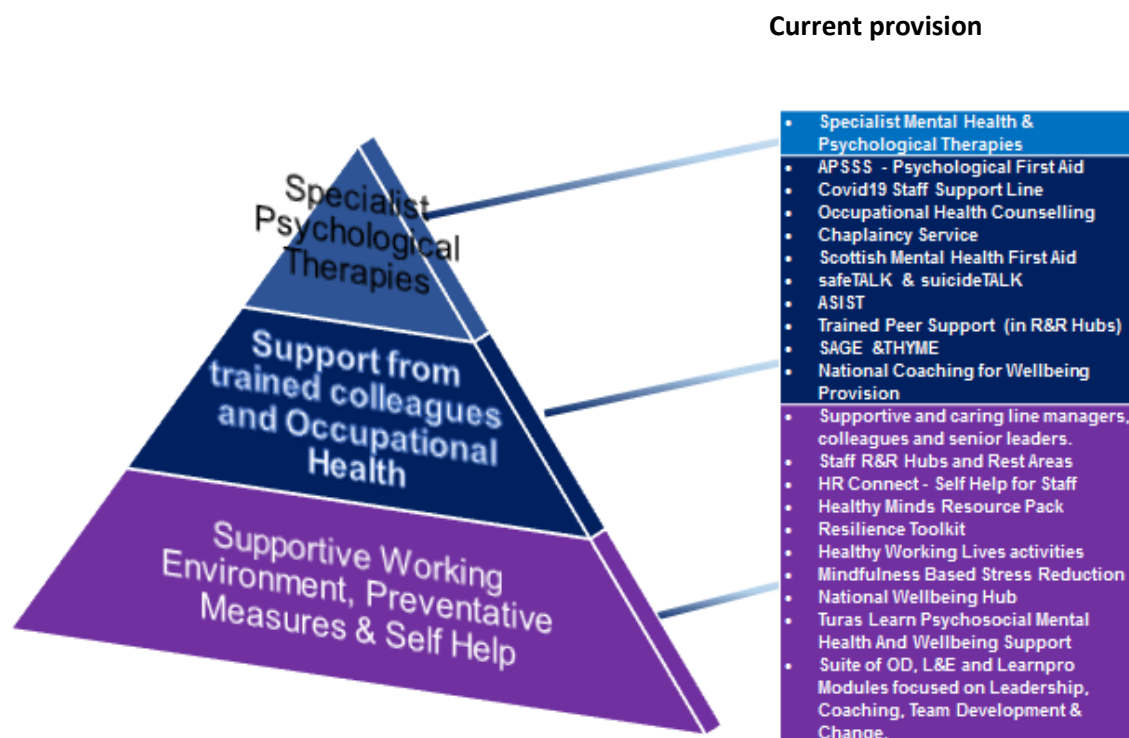 Current provision
Specialist
Psychological
Therapies
Support from
trained colleagues
and Occupational
Health
Supportive Working
Environment, Preventative
Measures & Self Help
• Specialist Mental Health &
Psychological Therapies
• APSSS - Psychological First Aid
• Covid19 Staff Support Line
• Occupational Health Counselling
• Chaplaincy Service
• Scottish Mental Health First Aid
• safeTALK & suicideTALK
• ASIST
• Trained Peer Support (in R&R Hubs)
• SAGE &THYME
• National Coaching for Wellbeing
Provision
• Supportive and caring line managers,
colleagues and senior leaders.
• Staff R&R Hubs and Rest Areas
• HR Connect - Self Help for Staff
• Healthy Minds Resource Pack
• Resilience Toolkit
• Healthy Working Lives activities
• Mindfulness Based Stress Reduction
• National Wellbeing Hub
• Turas Learn Psychosocial Mental
Health And Wellbeing Support
• Suite of OD, L&E and Learnpro
Modules focused on Leadership,
Coaching, Team Development &
Change.